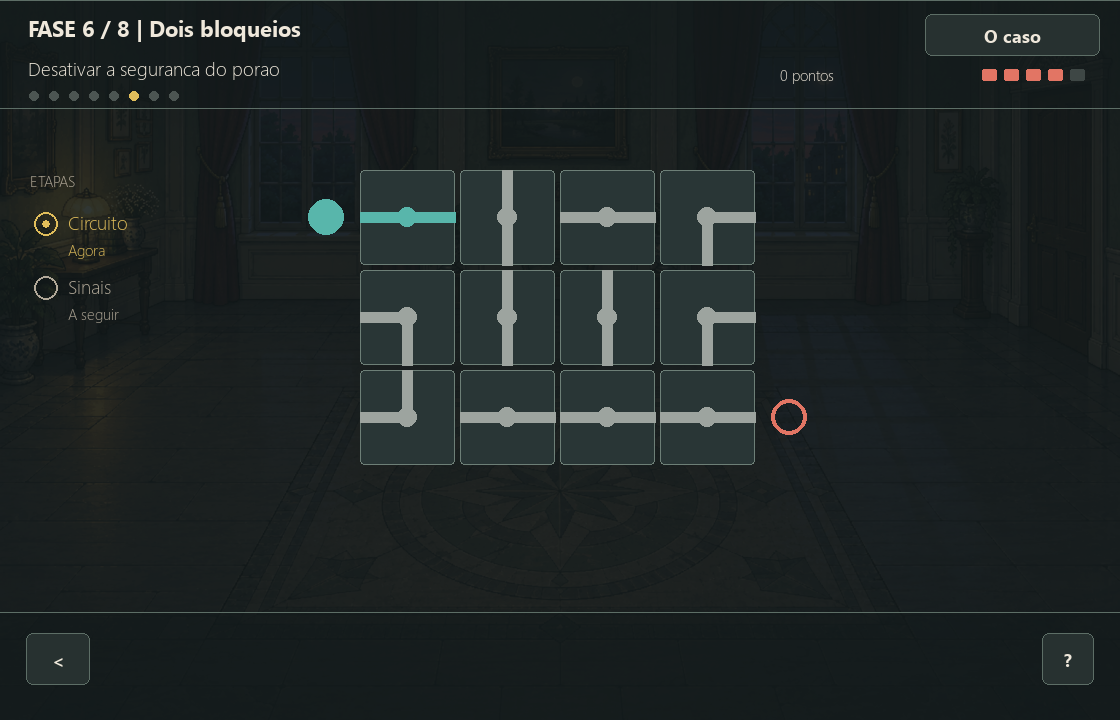 FASE 6 / 8 | Dois bloqueios
O caso
Desativar a seguranca do porao
0 pontos
ETAPAS
Circuito
Agora
Sinais
A seguir
<
?